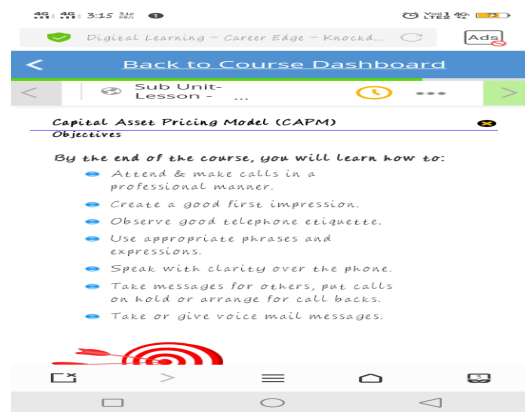 4G 4G 3:15
Digital Learning - Career Edge - Knockd...
Ads
Back to Course Dashboard
Sub Unit-
Lesson - ...
Capital Asset Pricing Model (CAPM)
Objectives
By the end of the course, you will learn how to:
Attend & make calls in a
professional manner.
Create a good first impression.
Observe good telephone etiquette.
Use appropriate phrases and
expressions.
Speak with clarity over the phone.
Take messages for others, put calls
on hold or arrange for call backs.
Take or give voice mail messages.